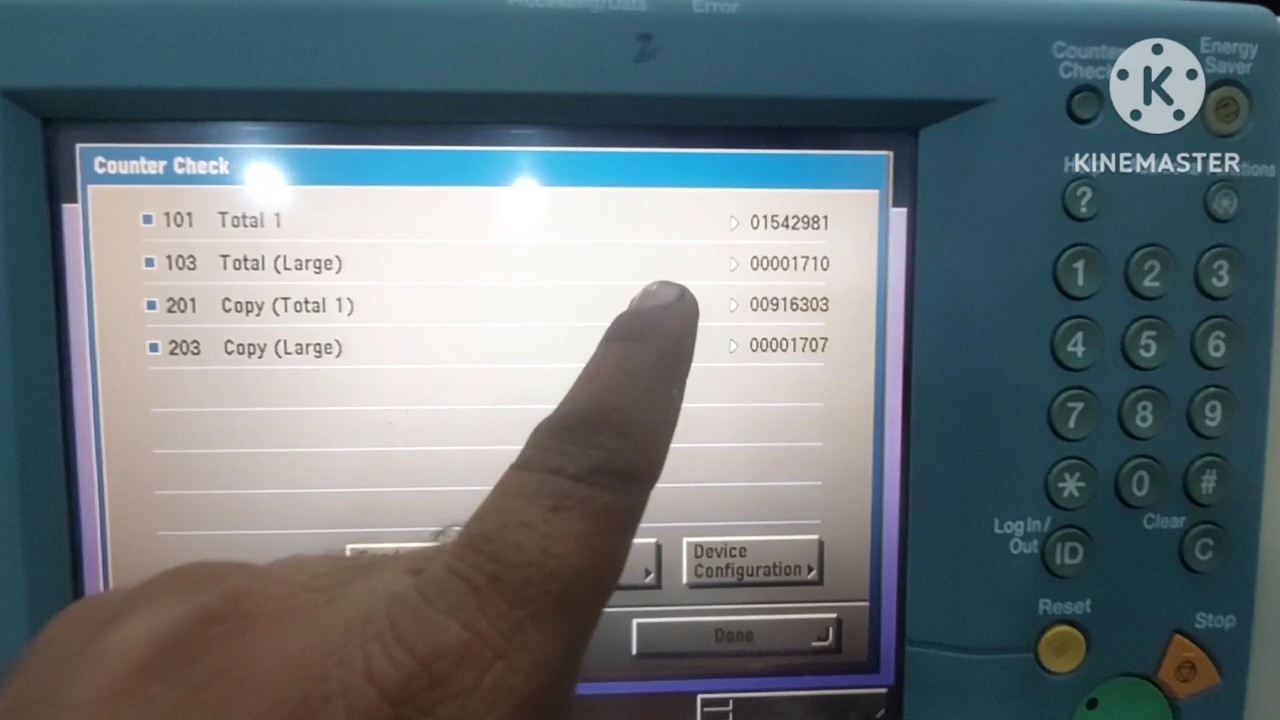 Processing/Data Error
Energy
Saver
KINEMASTER
Counter Check
101 Total 1 01542981
103 Total (Large) 00001710
201 Copy (Total 1) 00916303
203 Copy (Large) 00001707
Device
Configuration
Done
?
1 2 3
4 5 6
7 8 9
* 0 #
Log In/
Out
ID
Clear
C
Reset
Stop